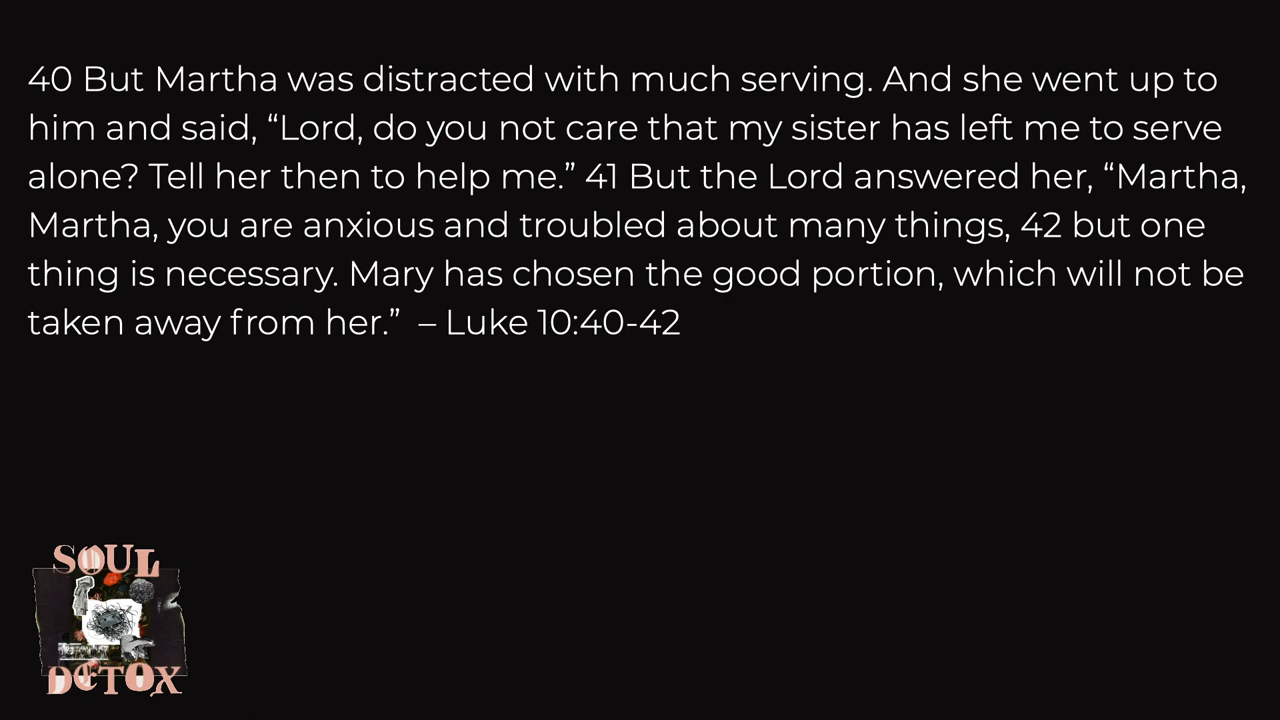 40 But Martha was distracted with much serving. And she went up to
him and said, “Lord, do you not care that my sister has left me to serve
alone? Tell her then to help me.” 41 But the Lord answered her, “Martha,
Martha, you are anxious and troubled about many things, 42 but one
thing is necessary. Mary has chosen the good portion, which will not be
taken away from her.”  – Luke 10:40-42
SOUL
DETOX